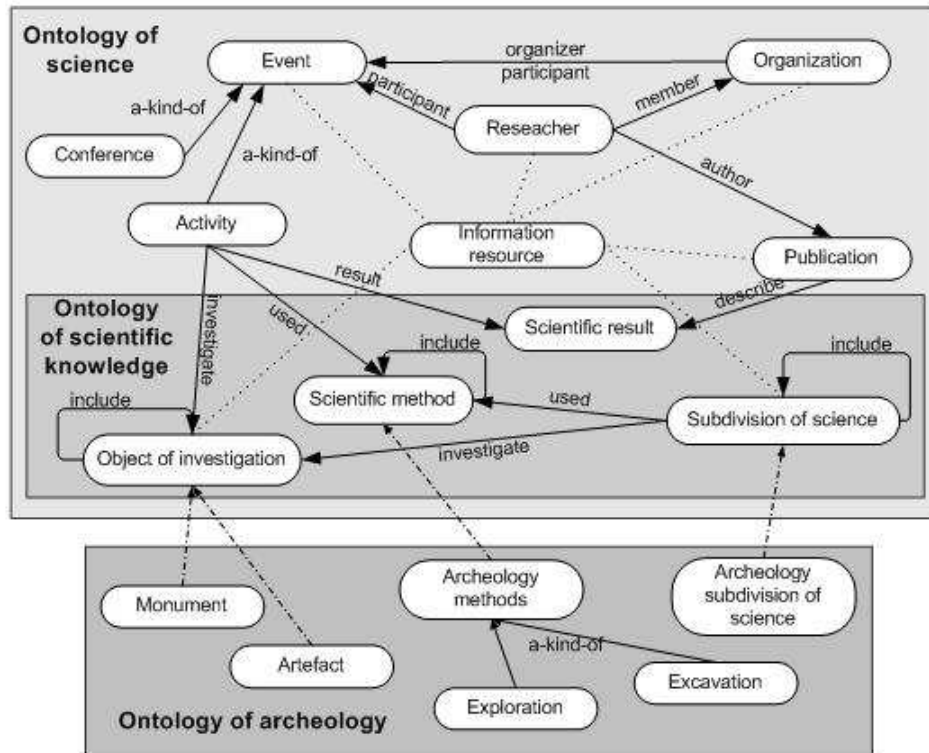 Ontology of
science
Event
organizer
participant
Organization
participant
member
a-kind-of
Reseacher
Conference
a-kind-of
author
Activity
Information
resource
Publication
result
describe
Ontology
of scientific
knowledge
investigate
used
Scientific result
include
include
include
Scientific method
used
Subdivision of science
Object of investigation
investigate
Monument
Archeology
methods
Archeology
subdivision of
science
Artefact
a-kind-of
Excavation
Exploration
Ontology of archeology